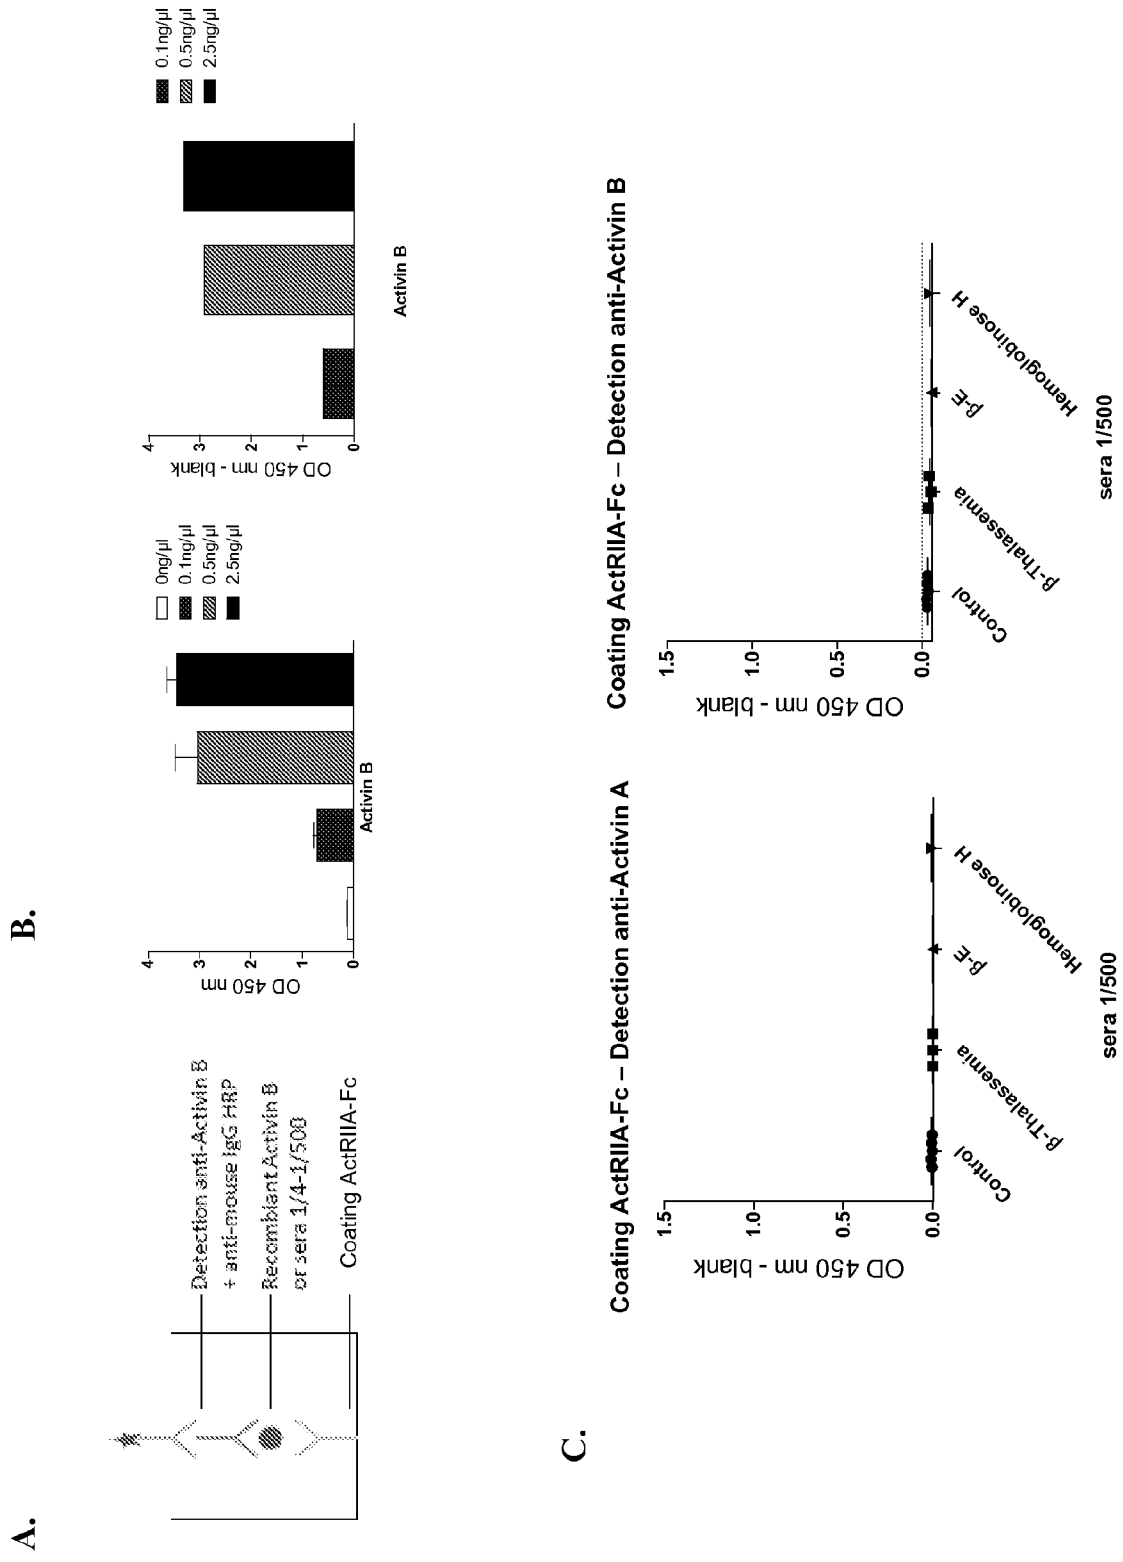 A.
Detection anti-Activin B
+ anti-mouse IgG HRP
Recombiant Activin B
or sera 1/4-1/500
Coating ActRIIA-Fc
B.
OD 450 nm
4
3
2
1
0
Activin B
0ng/µl
0.1ng/µl
0.5ng/µl
2.5ng/µl
OD 450 nm - blank
4
3
2
1
0
Activin B
0.1ng/µl
0.5ng/µl
2.5ng/µl
C.
Coating ActRIIA-Fc – Detection anti-Activin A
OD 450 nm - blank
1.5
1.0
0.5
0.0
Control
β-Thalassemia
β-E
Hemoglobinose H
sera 1/500
Coating ActRIIA-Fc – Detection anti-Activin B
OD 450 nm - blank
1.5
1.0
0.5
0.0
Control
β-Thalassemia
β-E
Hemoglobinose H
sera 1/500